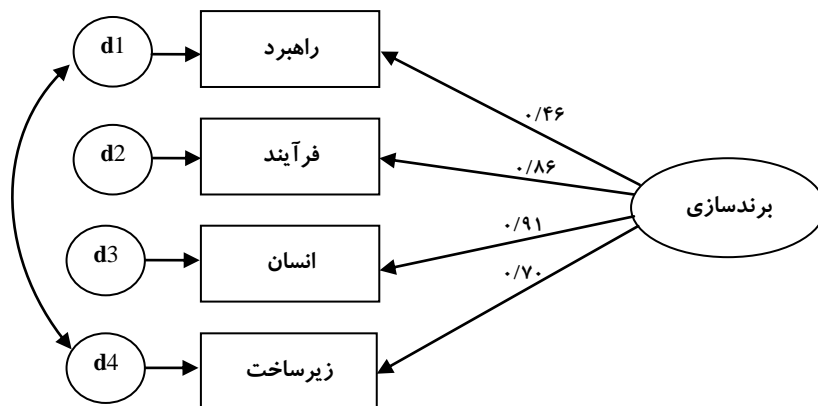 d1
راهبرد
۰/۴۶
d2
فرآیند
۰/۸۶
برندسازی
d3
انسان
۰/۹۱
۰/۷۰
d4
زیرساخت